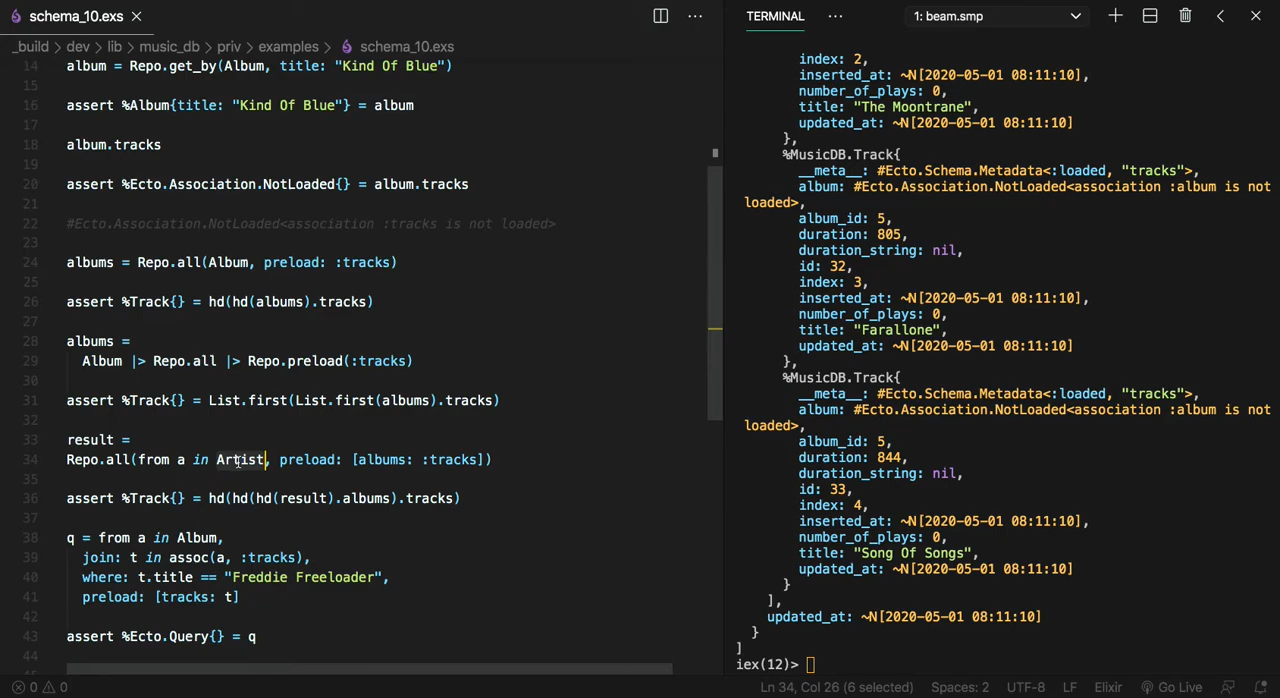 schema_10.exs
TERMINAL
1: beam.smp
_build > dev > lib > music_db > priv > examples > schema_10.exs
14 album = Repo.get_by(Album, title: "Kind Of Blue")
15
16 assert %Album{title: "Kind Of Blue"} = album
17
18 album.tracks
19
20 assert %Ecto.Association.NotLoaded{} = album.tracks
21
22 #Ecto.Association.NotLoaded<association :tracks is not loaded>
23
24 albums = Repo.all(Album, preload: :tracks)
25
26 assert %Track{} = hd(hd(albums).tracks)
27
28 albums =
29 Album |> Repo.all |> Repo.preload(:tracks)
30
31 assert %Track{} = List.first(List.first(albums).tracks)
32
33 result =
34 Repo.all(from a in Artist, preload: [albums: :tracks])
35
36 assert %Track{} = hd(hd(hd(result).albums).tracks)
37
38 q = from a in Album,
39 join: t in assoc(a, :tracks),
40 where: t.title == "Freddie Freeloader",
41 preload: [tracks: t]
42
43 assert %Ecto.Query{} = q
44
index: 2,
inserted_at: ~N[2020-05-01 08:11:10],
number_of_plays: 0,
title: "The Moontrane",
updated_at: ~N[2020-05-01 08:11:10]
},
%MusicDB.Track{
__meta__: #Ecto.Schema.Metadata<:loaded, "tracks">,
album: #Ecto.Association.NotLoaded<association :album is not
loaded>,
album_id: 5,
duration: 805,
duration_string: nil,
id: 32,
index: 3,
inserted_at: ~N[2020-05-01 08:11:10],
number_of_plays: 0,
title: "Farallone",
updated_at: ~N[2020-05-01 08:11:10]
},
%MusicDB.Track{
__meta__: #Ecto.Schema.Metadata<:loaded, "tracks">,
album: #Ecto.Association.NotLoaded<association :album is not
loaded>,
album_id: 5,
duration: 844,
duration_string: nil,
id: 33,
index: 4,
inserted_at: ~N[2020-05-01 08:11:10],
number_of_plays: 0,
title: "Song Of Songs",
updated_at: ~N[2020-05-01 08:11:10]
}
],
updated_at: ~N[2020-05-01 08:11:10]
}
]
iex(12)>
0 0 Ln 34, Col 26 (6 selected) Spaces: 2 UTF-8 LF Elixir Go Live